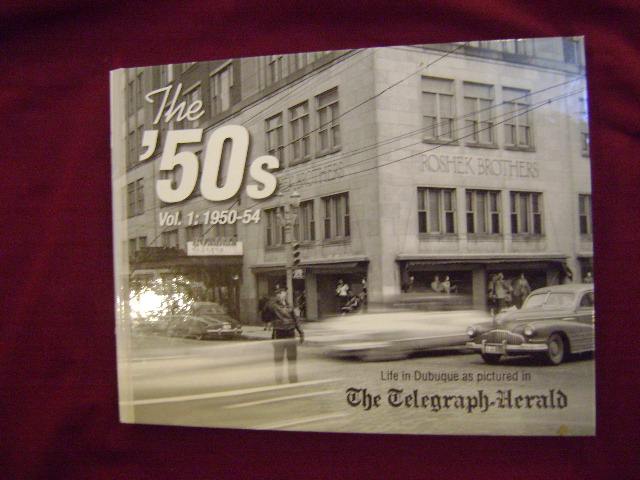 The
'50s
Vol. 1: 1950-54
ROSHEK BROTHERS
Life in Dubuque as pictured in
The Telegraph-Herald